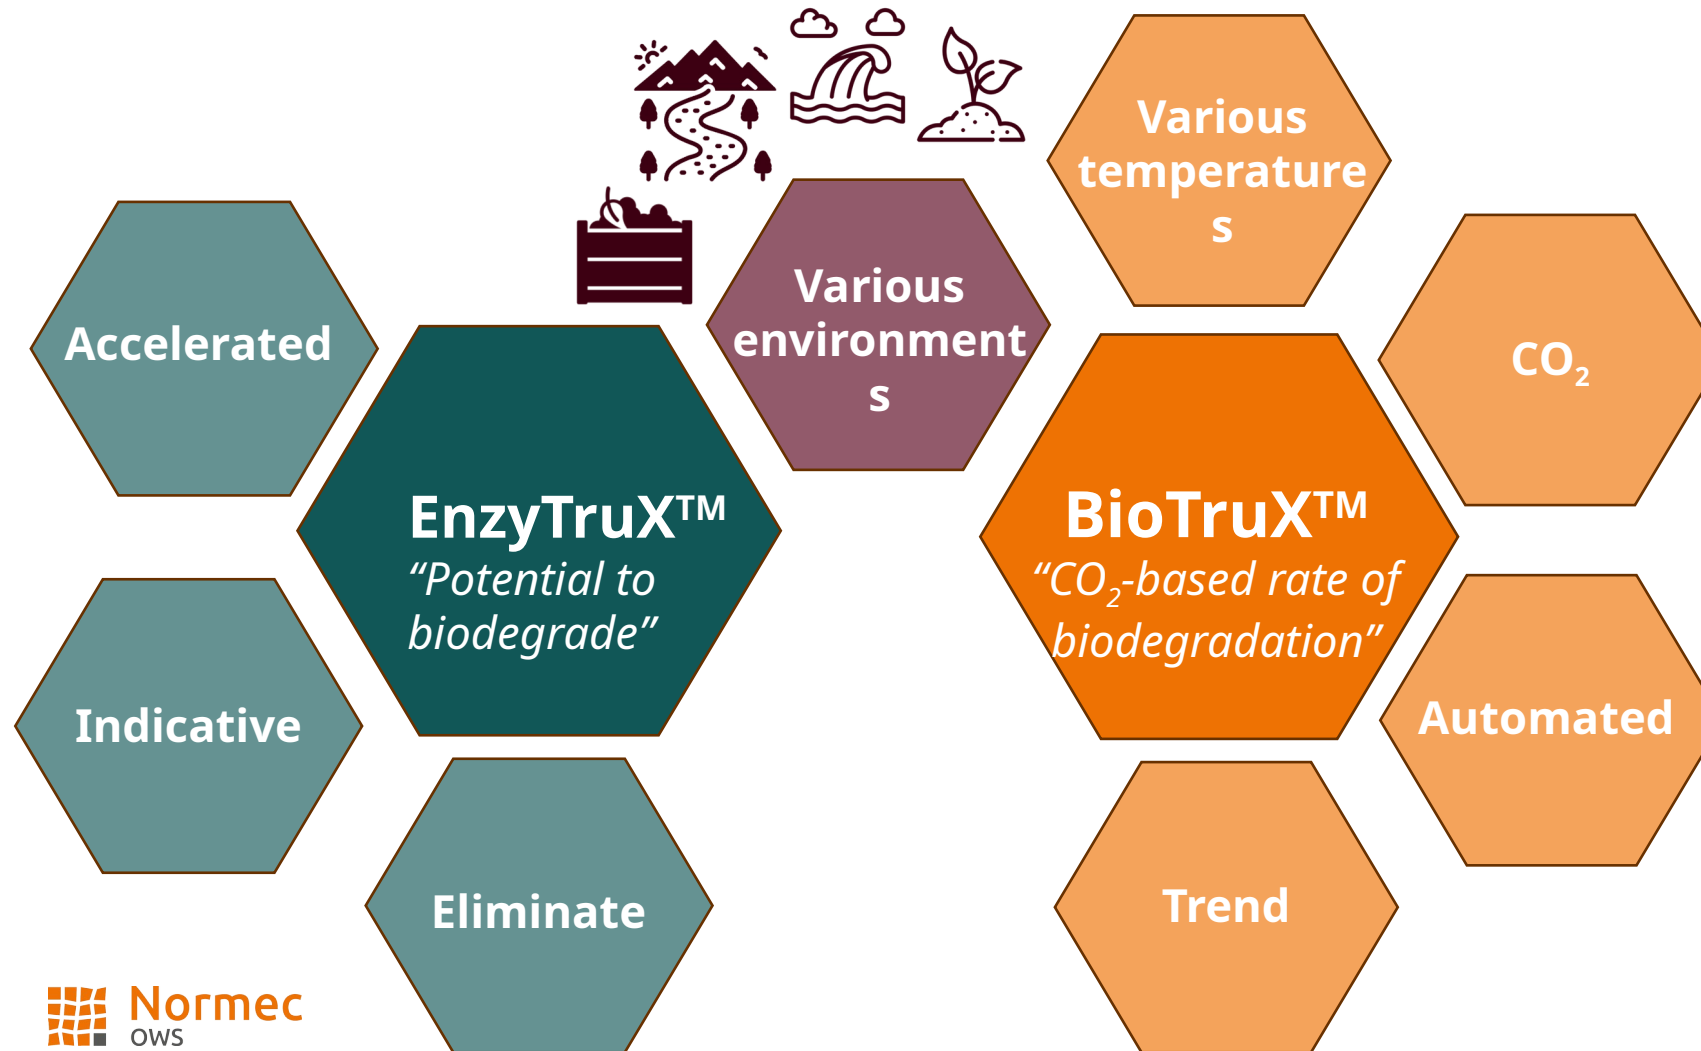 Various
temperature
s
Various
environment
s
Accelerated
CO₂
EnzyTruX™
“Potential to
biodegrade”
BioTruX™
“CO₂-based rate of
biodegradation”
Indicative
Automated
Eliminate
Trend
Normec
OWS